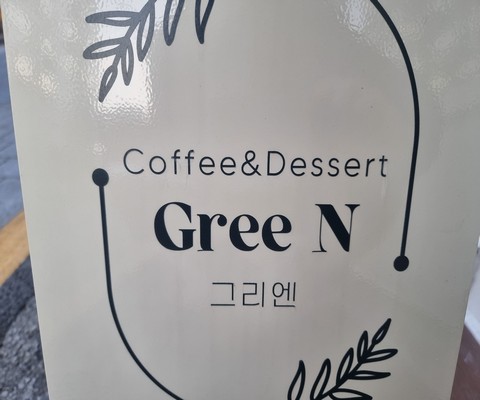 Coffee&Dessert
Gree N
그리엔